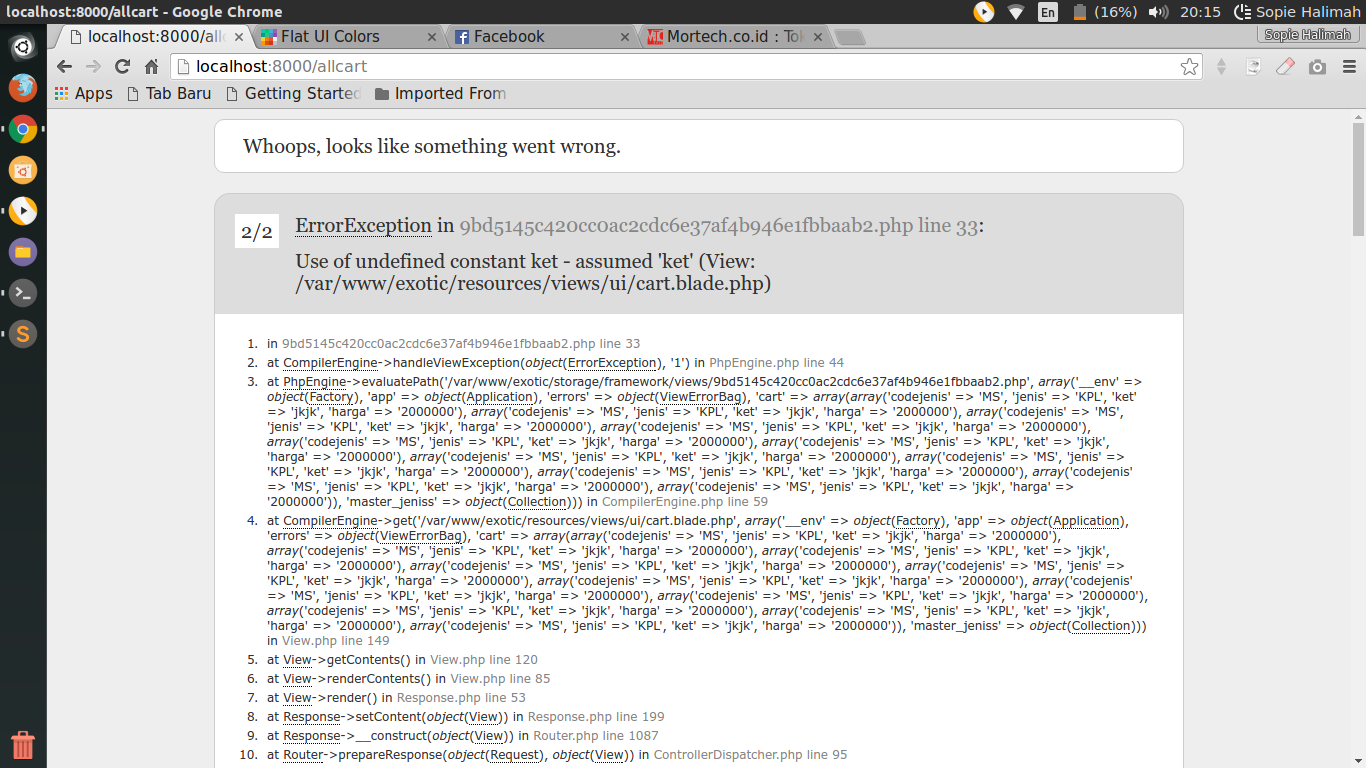 localhost:8000/allcart - Google Chrome
En
(16%)
20:15
Sopie Halimah
localhost:8000/all
Flat UI Colors
Facebook
Mortech.co.id : Tok
Sopie Halimah
localhost:8000/allcart
Apps
Tab Baru
Getting Started
Imported From
Whoops, looks like something went wrong.
2/2
ErrorException in 9bd5145c420cc0ac2cdc6e37af4b946e1fbbaab2.php line 33:
Use of undefined constant ket - assumed 'ket' (View:
/var/www/exotic/resources/views/ui/cart.blade.php)
1. in 9bd5145c420cc0ac2cdc6e37af4b946e1fbbaab2.php line 33
2. at CompilerEngine->handleViewException(object(ErrorException), '1') in PhpEngine.php line 44
3. at PhpEngine->evaluatePath('/var/www/exotic/storage/framework/views/9bd5145c420cc0ac2cdc6e37af4b946e1fbbaab2.php', array('__env' =>
object(Factory), 'app' => object(Application), 'errors' => object(ViewErrorBag), 'cart' => array(array('codejenis' => 'MS', 'jenis' => 'KPL', 'ket'
=> 'jkjk', 'harga' => '2000000'), array('codejenis' => 'MS', 'jenis' => 'KPL', 'ket' => 'jkjk', 'harga' => '2000000'), array('codejenis' => 'MS',
'jenis' => 'KPL', 'ket' => 'jkjk', 'harga' => '2000000'), array('codejenis' => 'MS', 'jenis' => 'KPL', 'ket' => 'jkjk', 'harga' => '2000000'),
array('codejenis' => 'MS', 'jenis' => 'KPL', 'ket' => 'jkjk', 'harga' => '2000000'), array('codejenis' => 'MS', 'jenis' => 'KPL', 'ket' => 'jkjk',
'harga' => '2000000'), array('codejenis' => 'MS', 'jenis' => 'KPL', 'ket' => 'jkjk', 'harga' => '2000000'), array('codejenis' => 'MS', 'jenis' =>
'KPL', 'ket' => 'jkjk', 'harga' => '2000000'), array('codejenis' => 'MS', 'jenis' => 'KPL', 'ket' => 'jkjk', 'harga' => '2000000'), array('codejenis'
=> 'MS', 'jenis' => 'KPL', 'ket' => 'jkjk', 'harga' => '2000000'), array('codejenis' => 'MS', 'jenis' => 'KPL', 'ket' => 'jkjk', 'harga' =>
'2000000')), 'master_jeniss' => object(Collection))) in CompilerEngine.php line 59
4. at CompilerEngine->get('/var/www/exotic/resources/views/ui/cart.blade.php', array('__env' => object(Factory), 'app' => object(Application),
'errors' => object(ViewErrorBag), 'cart' => array(array('codejenis' => 'MS', 'jenis' => 'KPL', 'ket' => 'jkjk', 'harga' => '2000000'),
array('codejenis' => 'MS', 'jenis' => 'KPL', 'ket' => 'jkjk', 'harga' => '2000000'), array('codejenis' => 'MS', 'jenis' => 'KPL', 'ket' => 'jkjk',
'harga' => '2000000'), array('codejenis' => 'MS', 'jenis' => 'KPL', 'ket' => 'jkjk', 'harga' => '2000000'), array('codejenis' => 'MS', 'jenis' =>
'KPL', 'ket' => 'jkjk', 'harga' => '2000000'), array('codejenis' => 'MS', 'jenis' => 'KPL', 'ket' => 'jkjk', 'harga' => '2000000'), array('codejenis'
=> 'MS', 'jenis' => 'KPL', 'ket' => 'jkjk', 'harga' => '2000000'), array('codejenis' => 'MS', 'jenis' => 'KPL', 'ket' => 'jkjk', 'harga' => '2000000'),
array('codejenis' => 'MS', 'jenis' => 'KPL', 'ket' => 'jkjk', 'harga' => '2000000'), array('codejenis' => 'MS', 'jenis' => 'KPL', 'ket' => 'jkjk',
'harga' => '2000000'), array('codejenis' => 'MS', 'jenis' => 'KPL', 'ket' => 'jkjk', 'harga' => '2000000')), 'master_jeniss' => object(Collection)))
in View.php line 149
5. at View->getContents() in View.php line 120
6. at View->renderContents() in View.php line 85
7. at View->render() in Response.php line 53
8. at Response->setContent(object(View)) in Response.php line 199
9. at Response->__construct(object(View)) in Router.php line 1087
10. at Router->prepareResponse(object(Request), object(View)) in ControllerDispatcher.php line 95